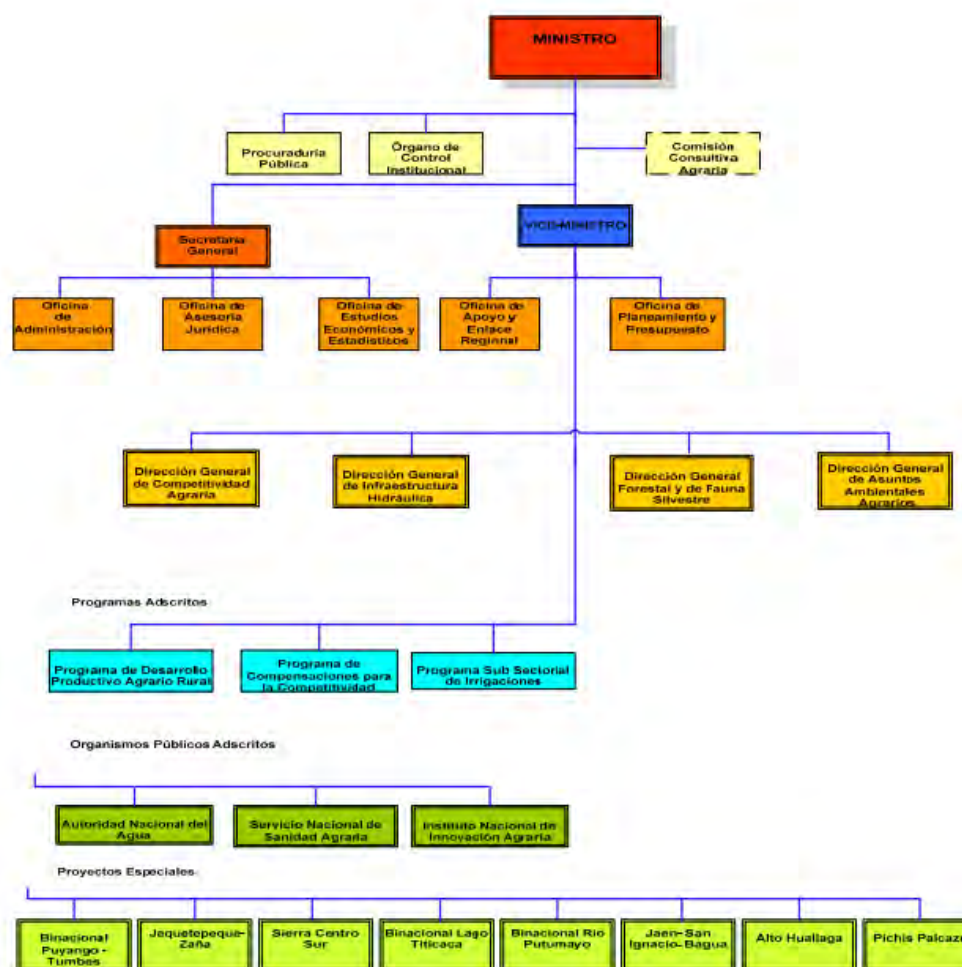 MINISTRO
Procuraduría
Pública
Órgano de
Control
Institucional
Comisión
Consultiva
Agraria
Secretaría
General
VICE-MINISTRO
Oficina
de
Administración
Oficina de
Asesoría
Jurídica
Oficina de
Estudios
Económicos y
Estadísticos
Oficina de
Apoyo y
Enlace
Regional
Oficina de
Planeamiento y
Presupuesto
Dirección General
de Competitividad
Agraria
Dirección General
de Infraestructura
Hidráulica
Dirección General
Forestal y de Fauna
Silvestre
Dirección General
de Asuntos
Ambientales
Agrarios
Programas Adscritos
Programa de Desarrollo
Productivo Agrario Rural
Programa de
Compensaciones para
la Competitividad
Programa Sub Sectorial
de Irrigaciones
Organismos Públicos Adscritos
Autoridad Nacional del
Agua
Servicio Nacional de
Sanidad Agraria
Instituto Nacional de
Innovación Agraria
Proyectos Especiales
Binacional
Puyango -
Tumbes
Jequetepeque-
Zaña
Sierra Centro
Sur
Binacional Lago
Titicaca
Binacional Rio
Putumayo
Jaen-San
Ignacio-Bagua
Alto Huallaga
Pichis Palcazu